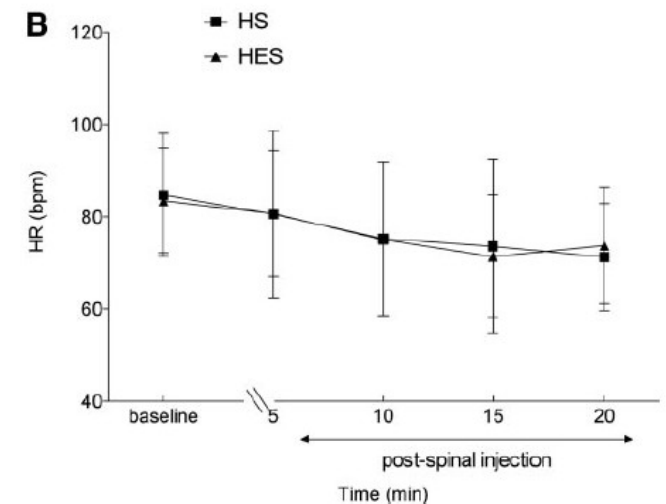 B
HS
HES
120
100
80
60
40
HR (bpm)
baseline 5 10 15 20
post-spinal injection
Time (min)